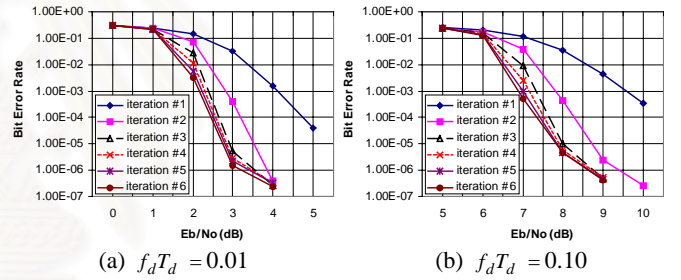 1.00E+00
1.00E-01
1.00E-02
1.00E-03
1.00E-04
1.00E-05
1.00E-06
1.00E-07
Bit Error Rate
iteration #1
iteration #2
iteration #3
iteration #4
iteration #5
iteration #6
0 1 2 3 4 5
Eb/No (dB)
(a) f_d T_d = 0.01
1.00E+00
1.00E-01
1.00E-02
1.00E-03
1.00E-04
1.00E-05
1.00E-06
1.00E-07
Bit Error Rate
iteration #1
iteration #2
iteration #3
iteration #4
iteration #5
iteration #6
5 6 7 8 9 10
Eb/No (dB)
(b) f_d T_d = 0.10